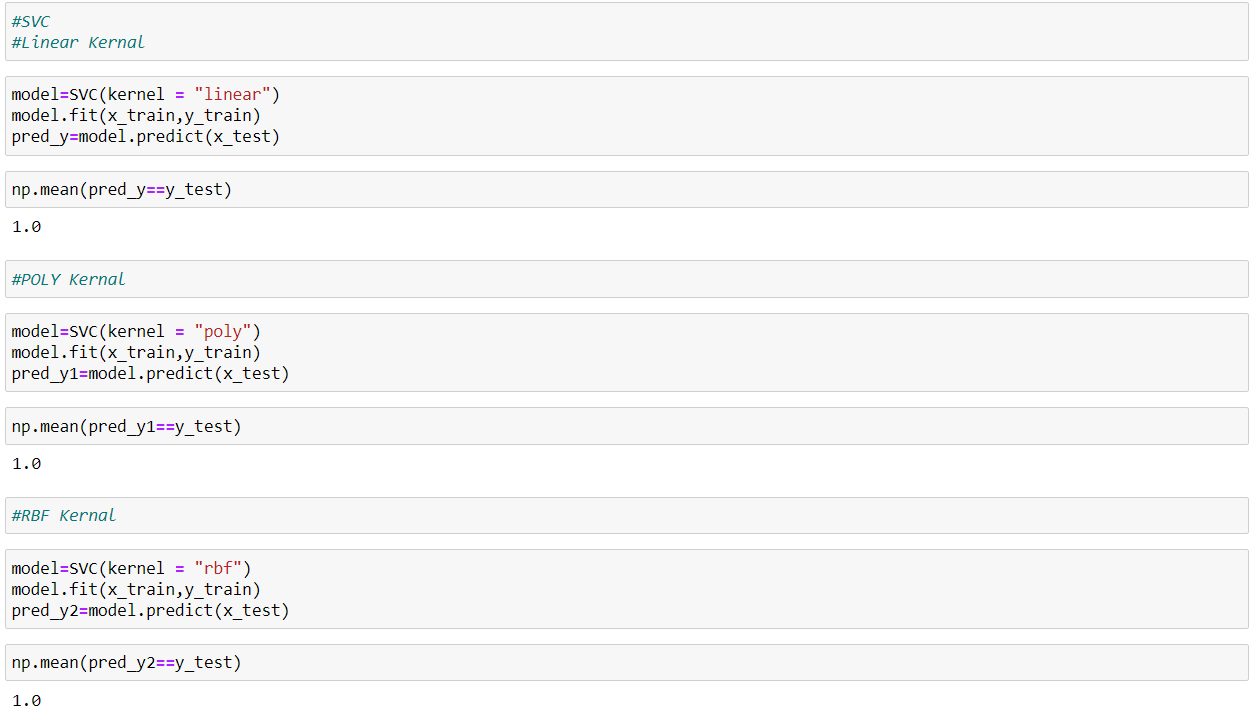 #SVC
#Linear Kernal
model=SVC(kernel = "linear")
model.fit(x_train,y_train)
pred_y=model.predict(x_test)
np.mean(pred_y==y_test)
1.0
#POLY Kernal
model=SVC(kernel = "poly")
model.fit(x_train,y_train)
pred_y1=model.predict(x_test)
np.mean(pred_y1==y_test)
1.0
#RBF Kernal
model=SVC(kernel = "rbf")
model.fit(x_train,y_train)
pred_y2=model.predict(x_test)
np.mean(pred_y2==y_test)
1.0